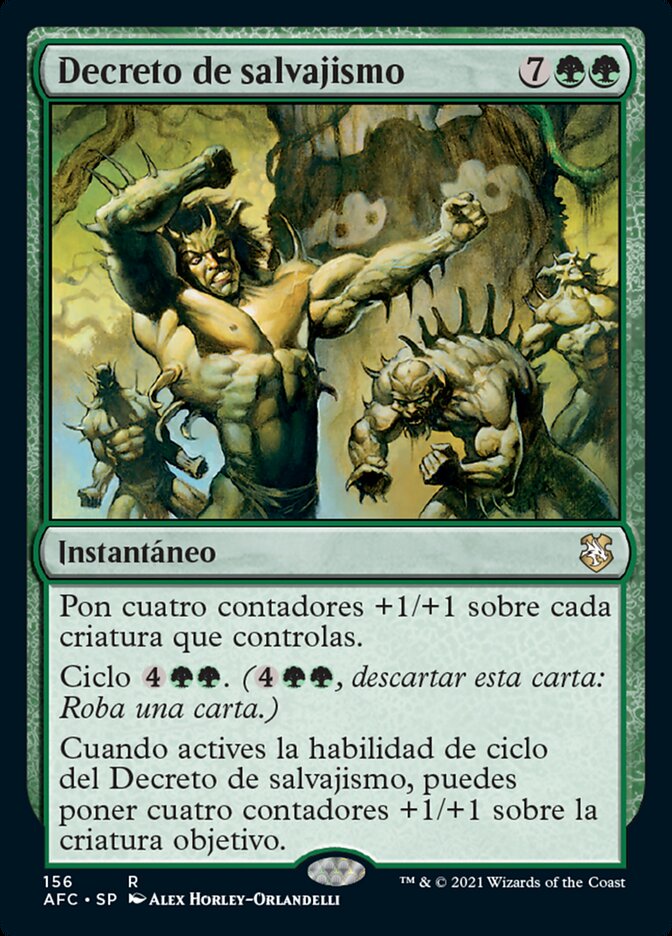 Decreto de salvajismo 7
Instantáneo
Pon cuatro contadores +1/+1 sobre cada
criatura que controlas.
Ciclo 4. (4, descartar esta carta:
Roba una carta.)
Cuando actives la habilidad de ciclo
del Decreto de salvajismo, puedes
poner cuatro contadores +1/+1 sobre la
criatura objetivo.
156 R
AFC • SP Alex Horley-Orlandelli
™ & © 2021 Wizards of the Coast